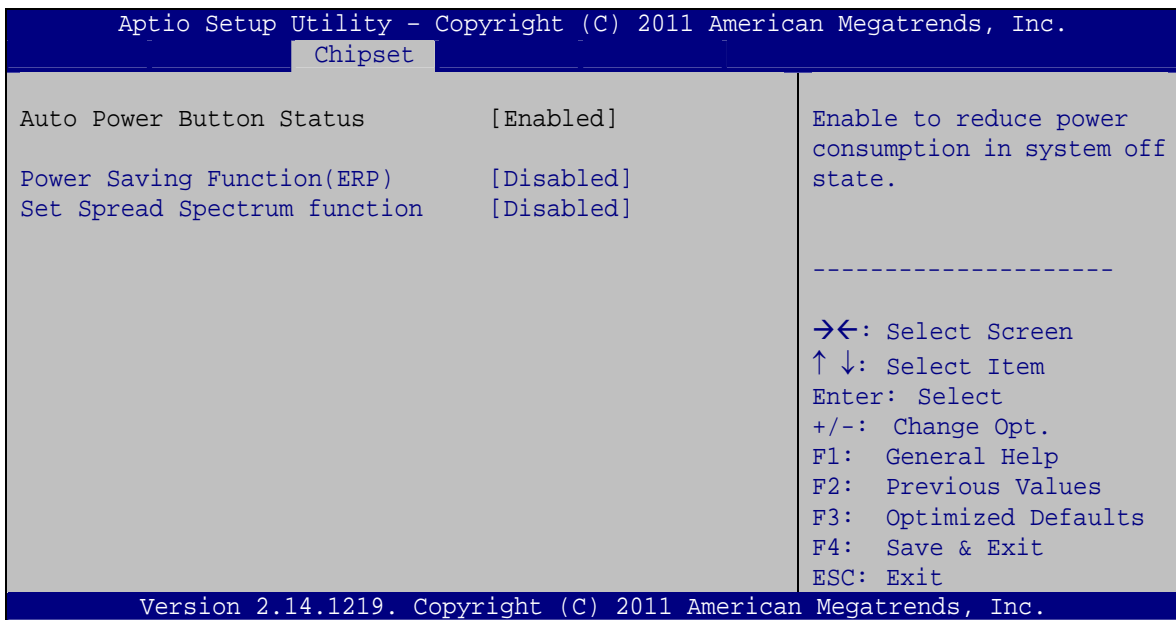 Aptio Setup Utility – Copyright (C) 2011 American Megatrends, Inc.
Chipset
Auto Power Button Status [Enabled]
Power Saving Function(ERP) [Disabled]
Set Spread Spectrum function [Disabled]
Enable to reduce power
consumption in system off
state.
---------------------
→←: Select Screen
↑ ↓: Select Item
Enter: Select
+/-: Change Opt.
F1: General Help
F2: Previous Values
F3: Optimized Defaults
F4: Save & Exit
ESC: Exit
Version 2.14.1219. Copyright (C) 2011 American Megatrends, Inc.